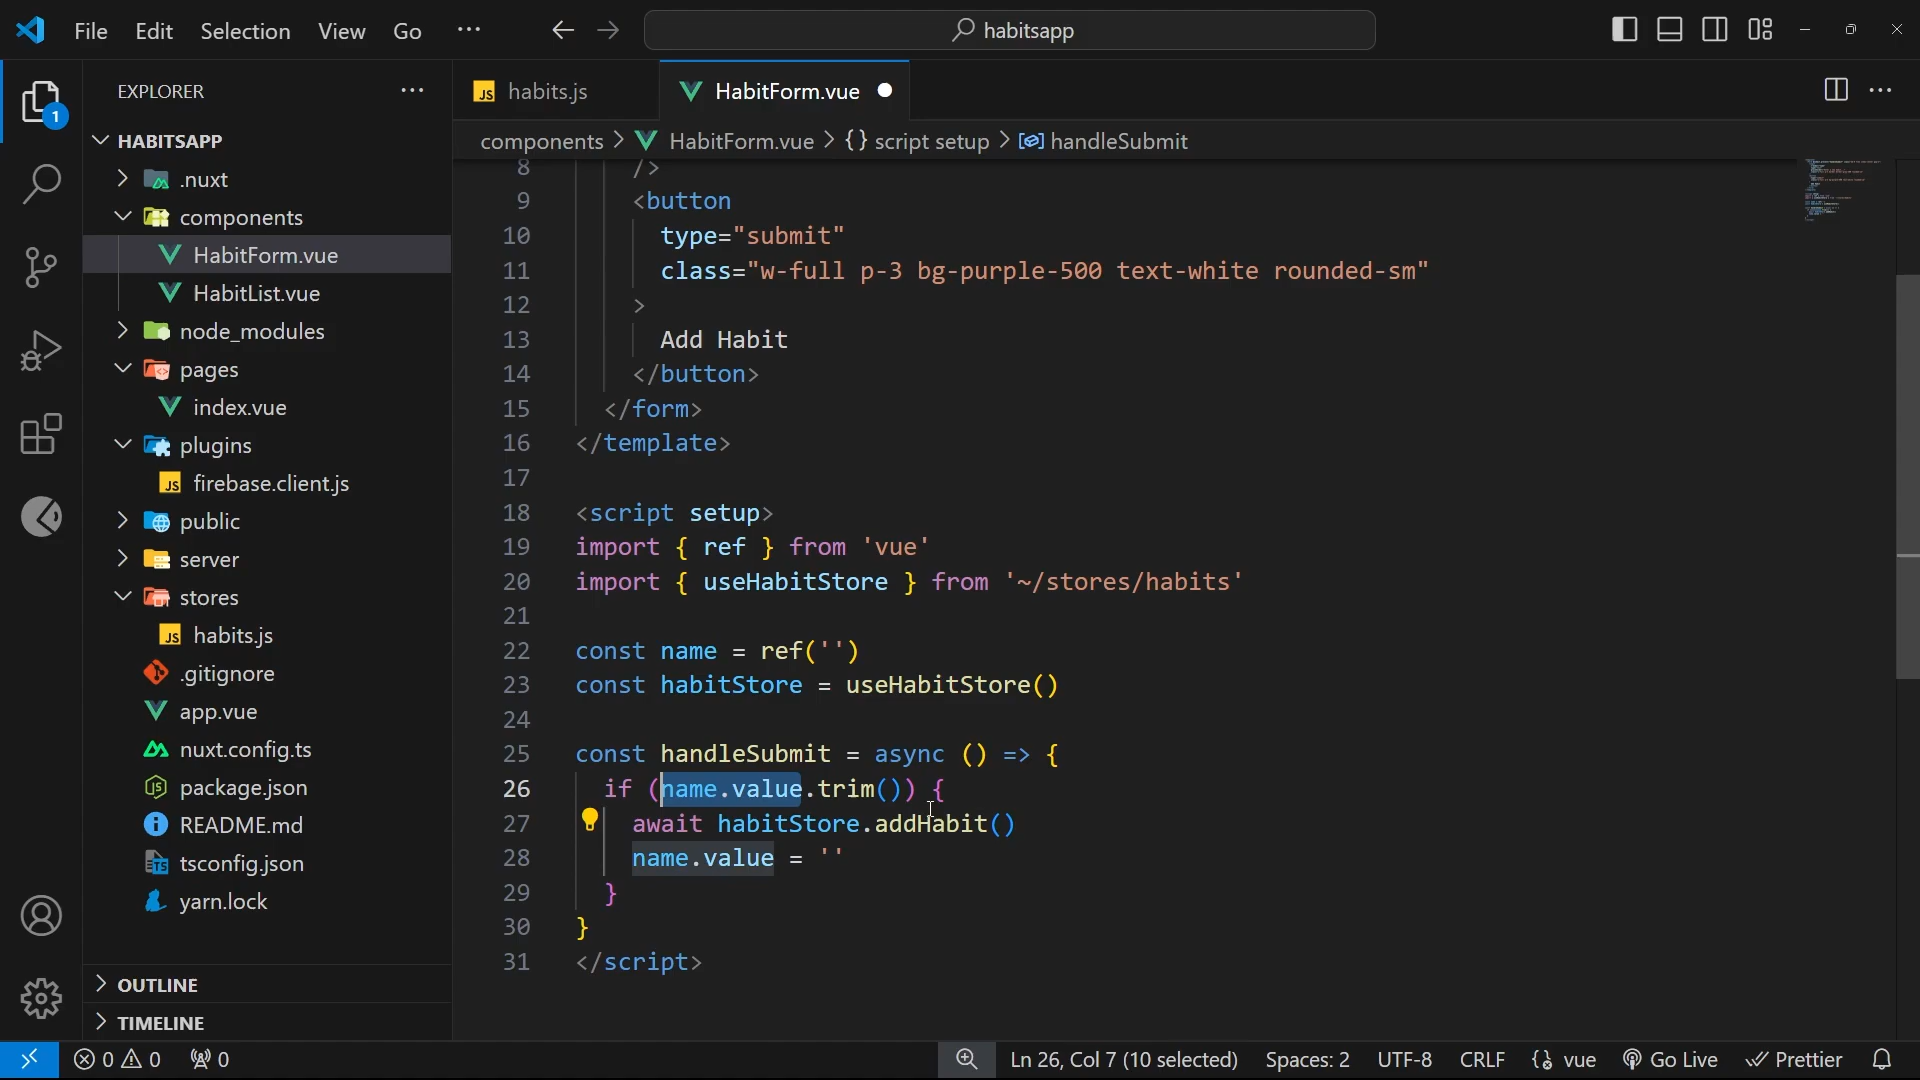 File Edit Selection View Go ···
habitsapp
EXPLORER
1
HABITSAPP
.nuxt
components
HabitForm.vue
HabitList.vue
node_modules
pages
index.vue
plugins
JS firebase.client.js
public
server
stores
JS habits.js
.gitignore
app.vue
nuxt.config.ts
package.json
README.md
TS tsconfig.json
yarn.lock
OUTLINE
TIMELINE
JS habits.js
HabitForm.vue
components > HabitForm.vue > {} script setup > handleSubmit
8 />
9 <button
10 type="submit"
11 class="w-full p-3 bg-purple-500 text-white rounded-sm"
12 >
13 Add Habit
14 </button>
15 </form>
16 </template>
17
18 <script setup>
19 import { ref } from 'vue'
20 import { useHabitStore } from '~/stores/habits'
21
22 const name = ref('')
23 const habitStore = useHabitStore()
24
25 const handleSubmit = async () => {
26 if (name.value.trim()) {
27 await habitStore.addHabit()
28 name.value = ''
29 }
30 }
31 </script>
0 0 0 Ln 26, Col 7 (10 selected) Spaces: 2 UTF-8 CRLF vue Go Live Prettier